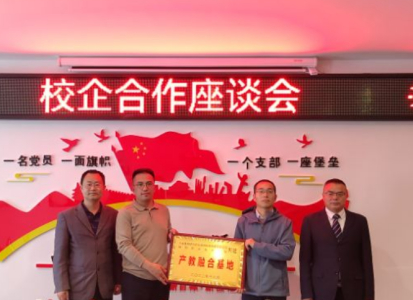 校企合作座谈会
一名党员 一面旗帜
一个支部 一座堡垒
产教融合基地